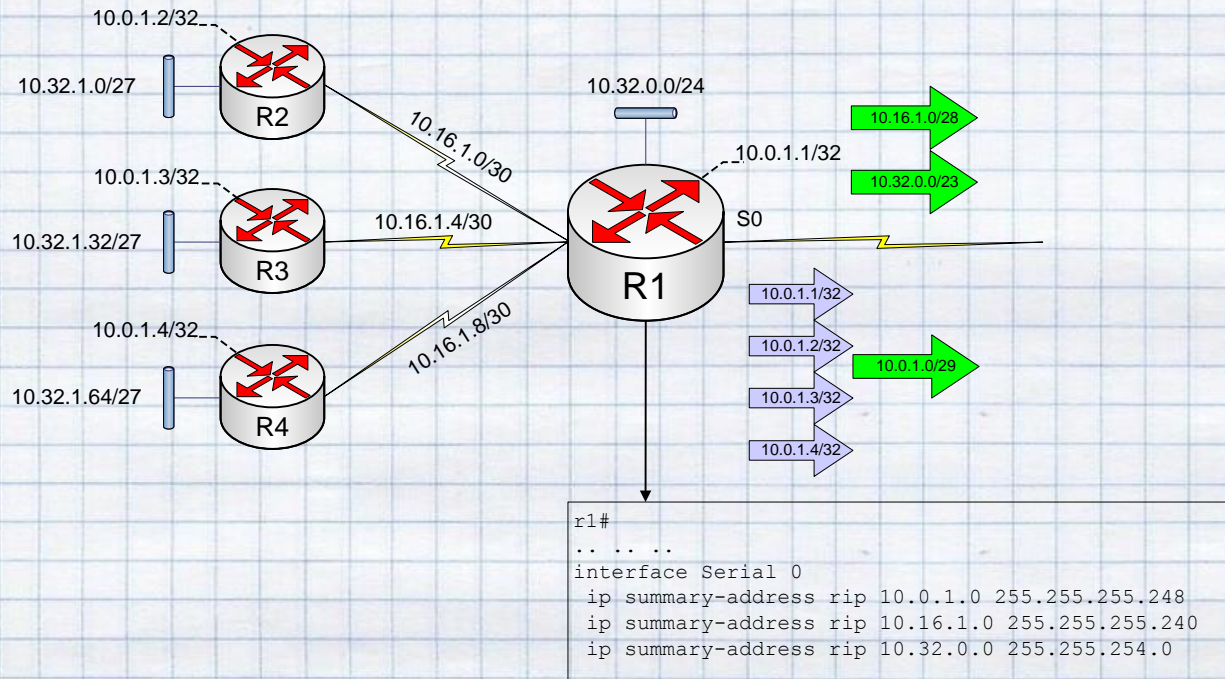 10.0.1.2/32
10.32.1.0/27
R2
10.16.1.0/30
10.32.0.0/24
10.16.1.0/28
10.0.1.1/32
10.32.0.0/23
10.0.1.3/32
10.32.1.32/27
R3
10.16.1.4/30
S0
R1
10.0.1.4/32
10.32.1.64/27
R4
10.16.1.8/30
10.0.1.1/32
10.0.1.2/32
10.0.1.0/29
10.0.1.3/32
10.0.1.4/32
r1#
.. .. ..
interface Serial 0
ip summary-address rip 10.0.1.0 255.255.255.248
ip summary-address rip 10.16.1.0 255.255.255.240
ip summary-address rip 10.32.0.0 255.255.254.0